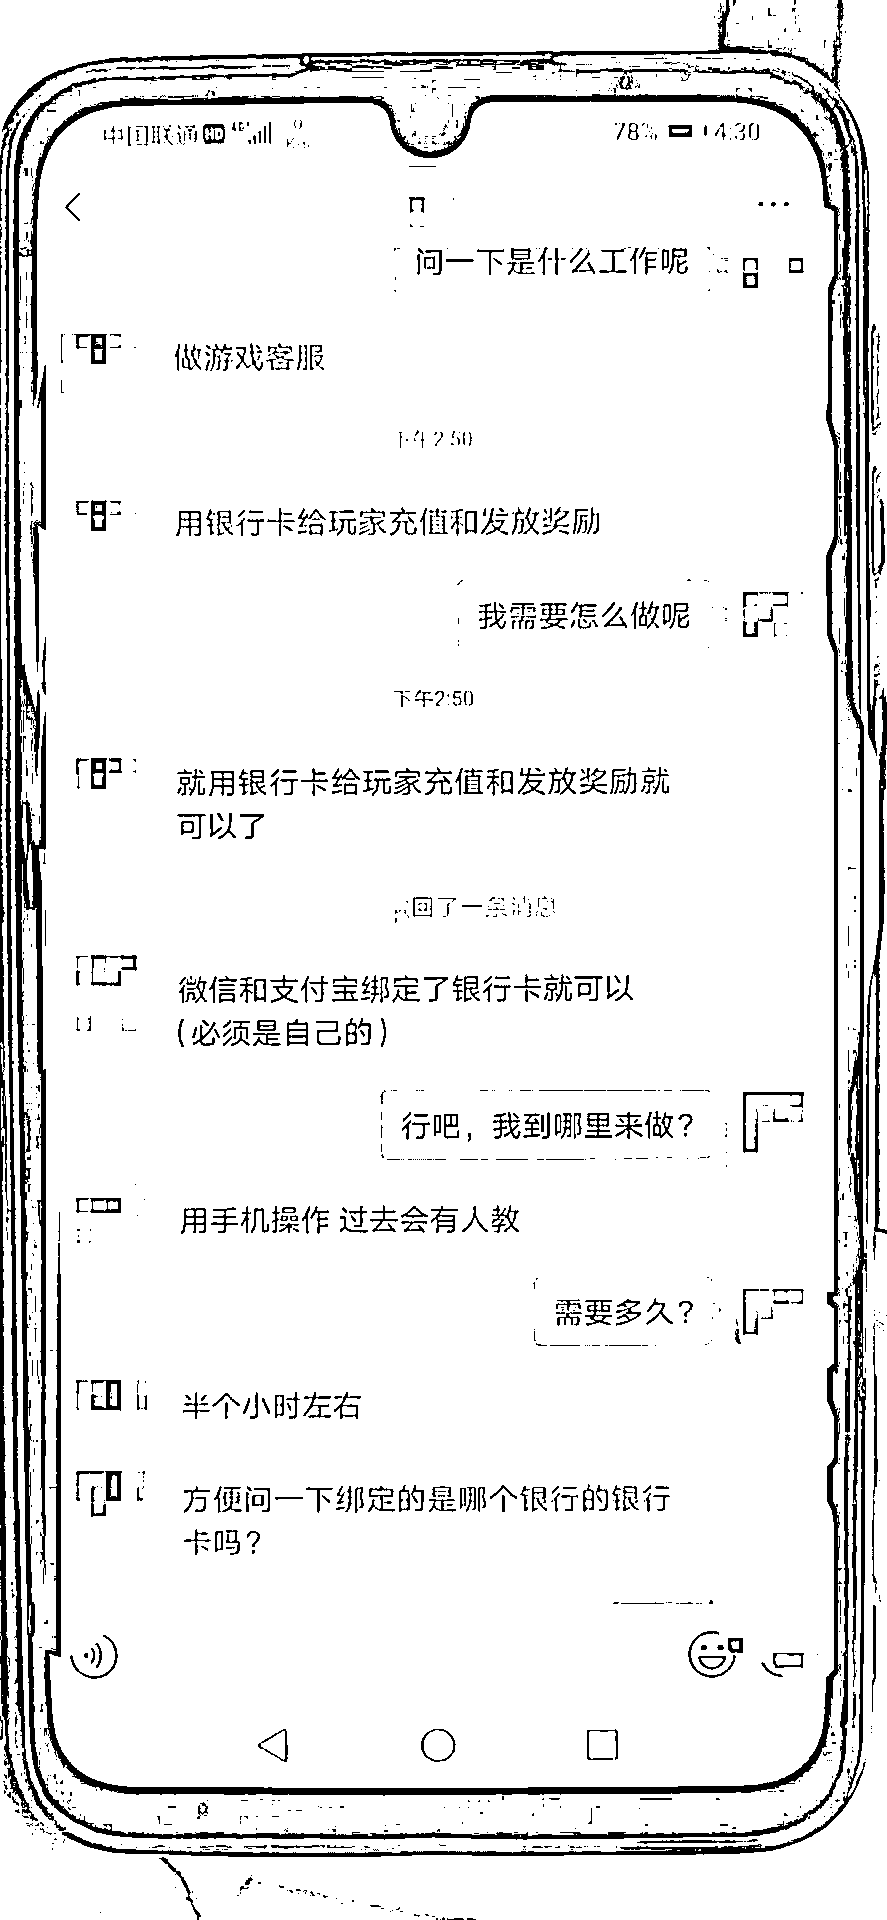 中国联通 HD 4G
78% 14:30
问一下是什么工作呢
做游戏客服
下午2:50
用银行卡给玩家充值和发放奖励
我需要怎么做呢
下午2:50
就用银行卡给玩家充值和发放奖励就
可以了
回了一条消息
微信和支付宝绑定了银行卡就可以
(必须是自己的)
行吧，我到哪里来做?
用手机操作 过去会有人教
需要多久?
半个小时左右
方便问一下绑定的是哪个银行的银行
卡吗?